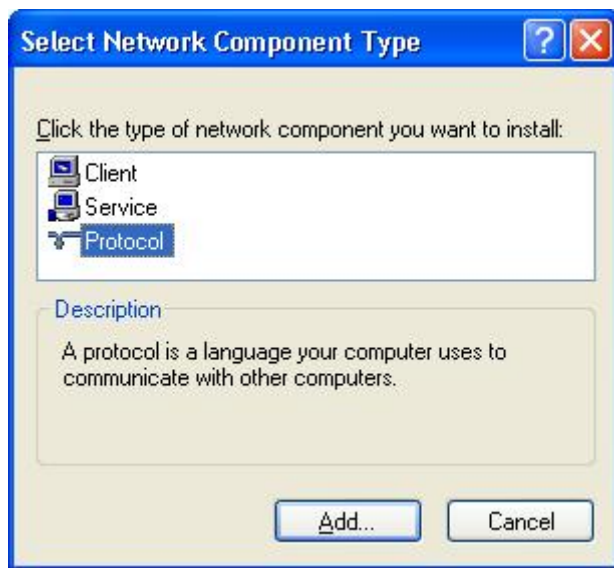 Select Network Component Type
Click the type of network component you want to install:
Client
Service
Protocol
Description
A protocol is a language your computer uses to
communicate with other computers.
Add... Cancel